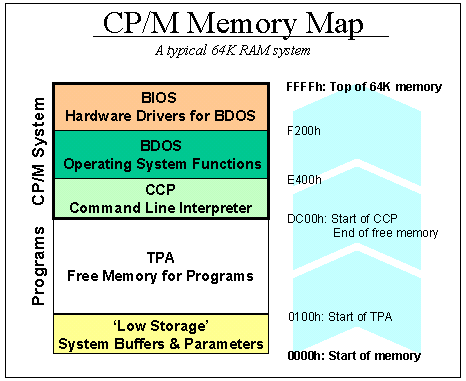 CP/M Memory Map
A typical 64K RAM system
CP/M System
Programs
BIOS
Hardware Drivers for BDOS
BDOS
Operating System Functions
CCP
Command Line Interpreter
TPA
Free Memory for Programs
'Low Storage'
System Buffers & Parameters
FFFFh: Top of 64K memory
F200h
E400h
DC00h: Start of CCP
End of free memory
0100h: Start of TPA
0000h: Start of memory